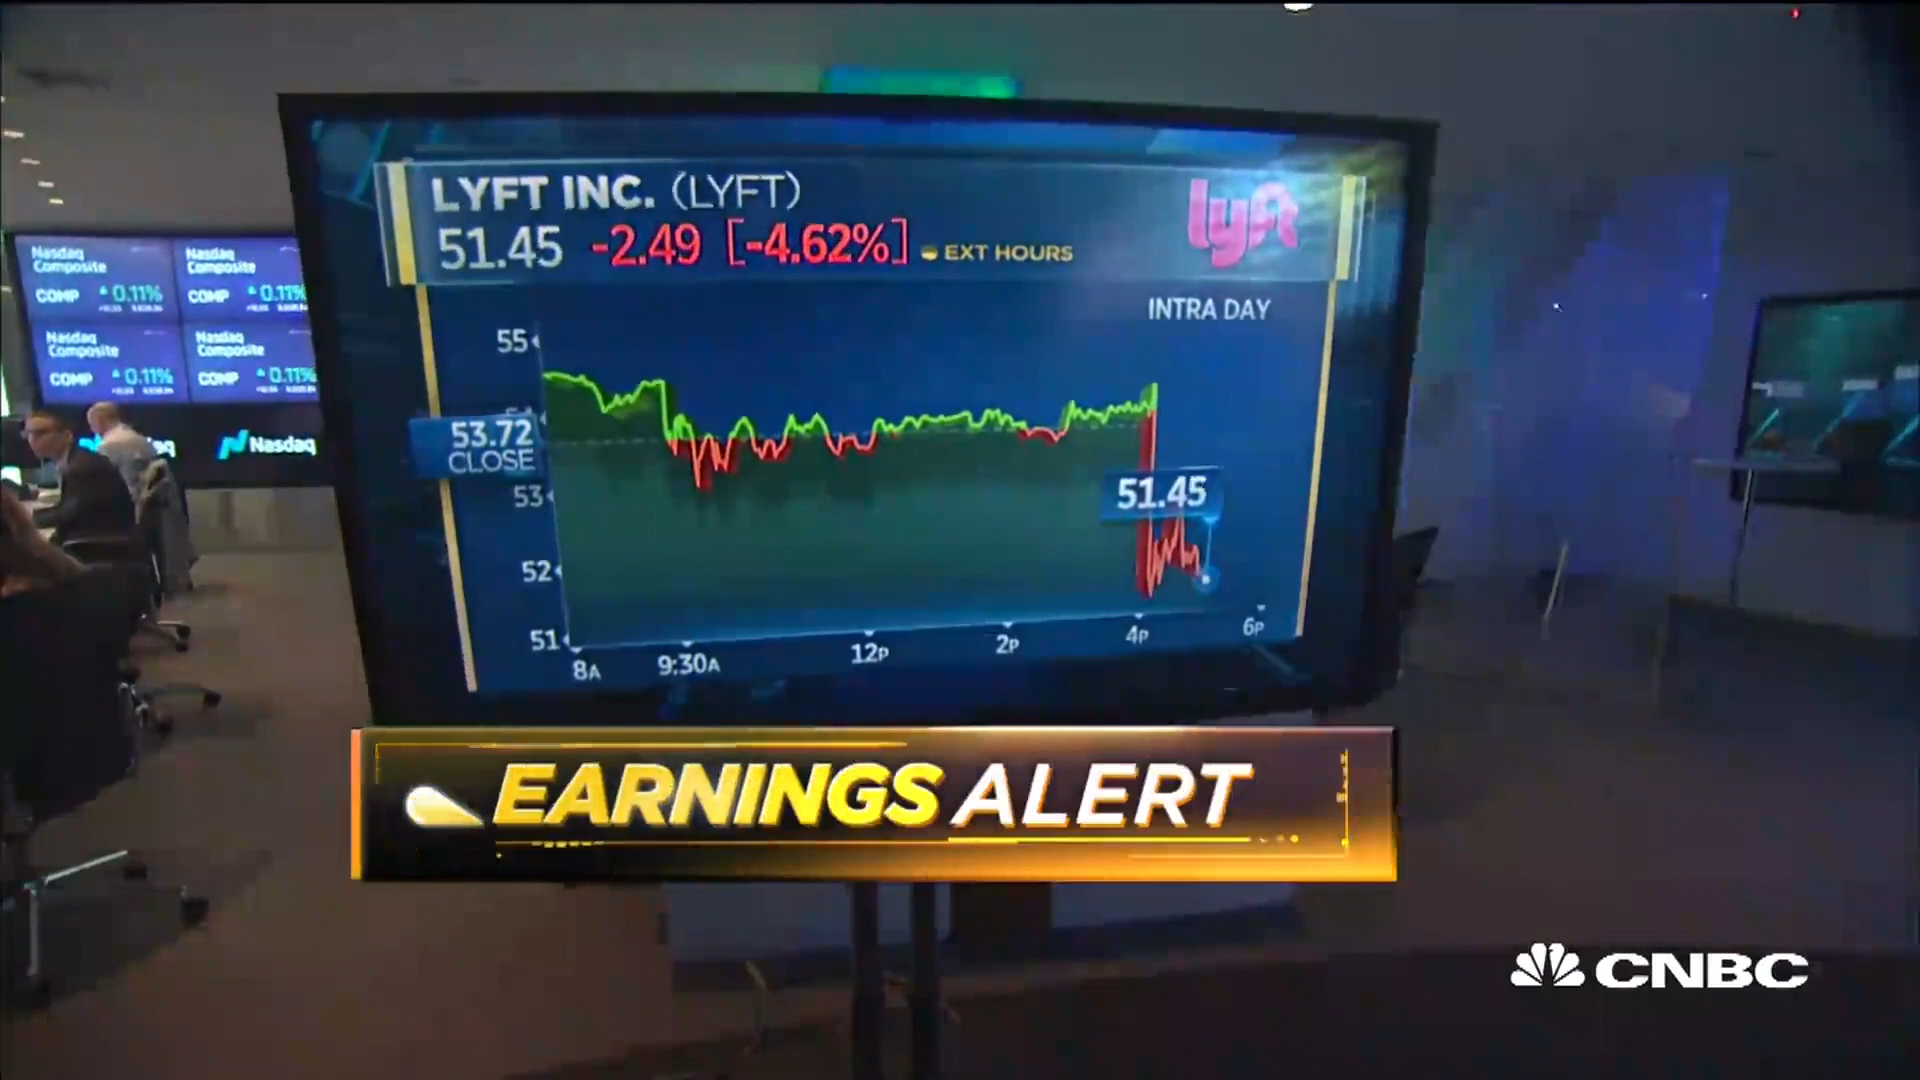 LYFT INC. (LYFT)
51.45 -2.49 [-4.62%] EXT HOURS
lyft
INTRA DAY
55
53.72
CLOSE
53
52
51
51.45
8A 9:30A 12P 2P 4P 6P
Nasdaq
Composite
COMP 0.11%
Nasdaq
Composite
COMP 0.11%
Nasdaq
Composite
COMP 0.11%
Nasdaq
Composite
COMP 0.11%
Nasdaq
EARNINGS ALERT
CNBC